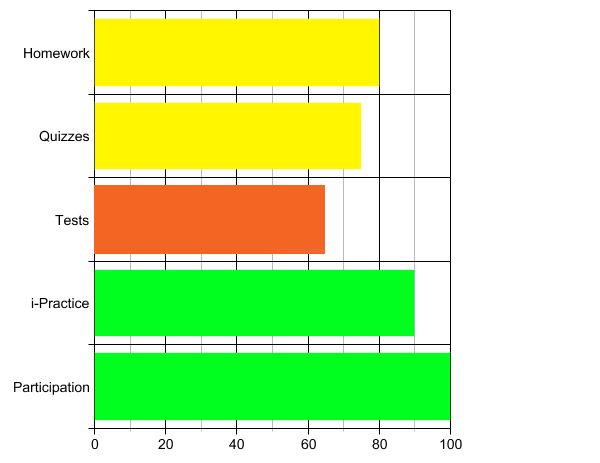 Homework
Quizzes
Tests
i-Practice
Participation
0 20 40 60 80 100